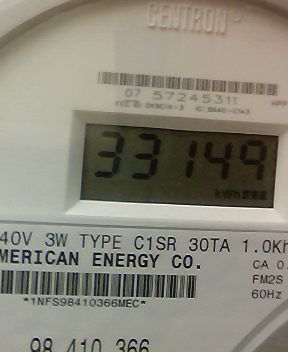 CENTRON®
07 57245311
33149
kWh
40V 3W TYPE C1SR 30TA 1.0Kh
MERICAN ENERGY CO.
CA 0.
FM2S
*1NFS98410366MEC*
60Hz
98 410 366